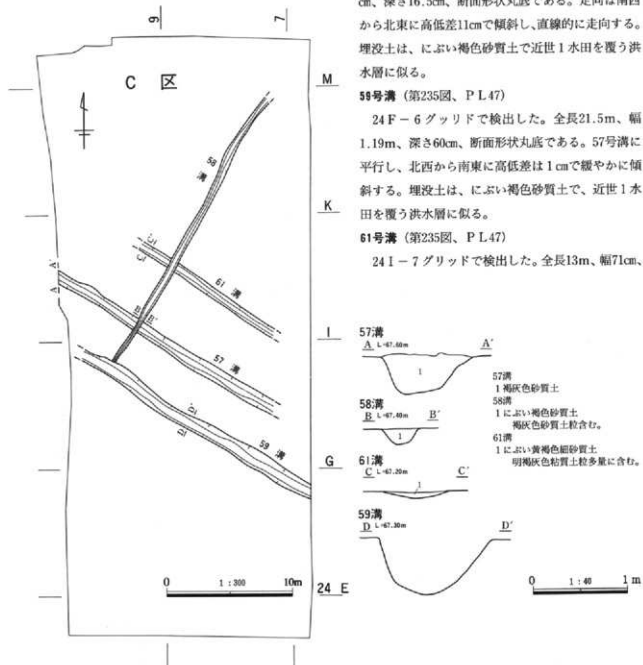 cm、深さ16.5cm、断面形状丸底である。走向は南西
から北東に高低差11cmで傾斜し、直線的に走向する。
埋没土は、にぶい褐色砂質土で近世1水田を覆う洪
水層に似る。
59号溝（第235図、PL47）
24F-6グッリドで検出した。全長21.5m、幅
1.19m、深さ60cm、断面形状丸底である。57号溝に
平行し、北西から南東に高低差は1cmで緩やかに傾
斜する。埋没土は、にぶい褐色砂質土で、近世1水
田を覆う洪水層に似る。
61号溝（第235図、PL47）
24I-7グリッドで検出した。全長13m、幅71cm、
9
7
C 区
M
K
I
G
24 E
58溝
61溝
57溝
59溝
A A'
B B'
C C'
D D'
0 1:300 10m
57溝
A L=67.60m A'
1
58溝
B L=67.40m B'
1
61溝
C L=67.20m C'
1
59溝
D L=67.30m D'
57溝
1 褐灰色砂質土
58溝
1 にぶい褐色砂質土
褐灰色砂質土粒含む。
61溝
1 にぶい黄褐色細砂質土
明褐灰色粘質土粒多量に含む。
0 1:40 1m